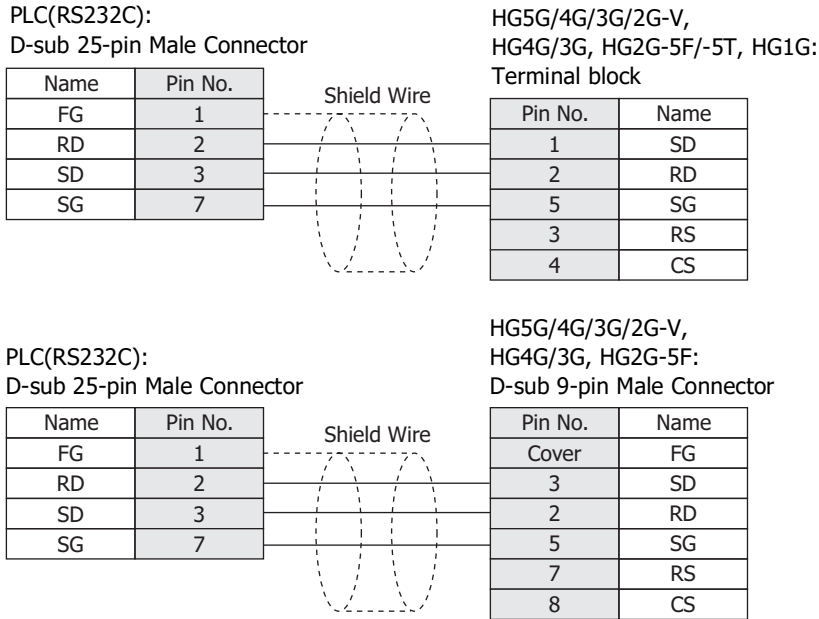 PLC(RS232C):
D-sub 25-pin Male Connector
Name Pin No.
FG 1
RD 2
SD 3
SG 7
Shield Wire
HG5G/4G/3G/2G-V,
HG4G/3G, HG2G-5F/-5T, HG1G:
Terminal block
Pin No. Name
1 SD
2 RD
5 SG
3 RS
4 CS
PLC(RS232C):
D-sub 25-pin Male Connector
Name Pin No.
FG 1
RD 2
SD 3
SG 7
Shield Wire
HG5G/4G/3G/2G-V,
HG4G/3G, HG2G-5F:
D-sub 9-pin Male Connector
Pin No. Name
Cover FG
3 SD
2 RD
5 SG
7 RS
8 CS